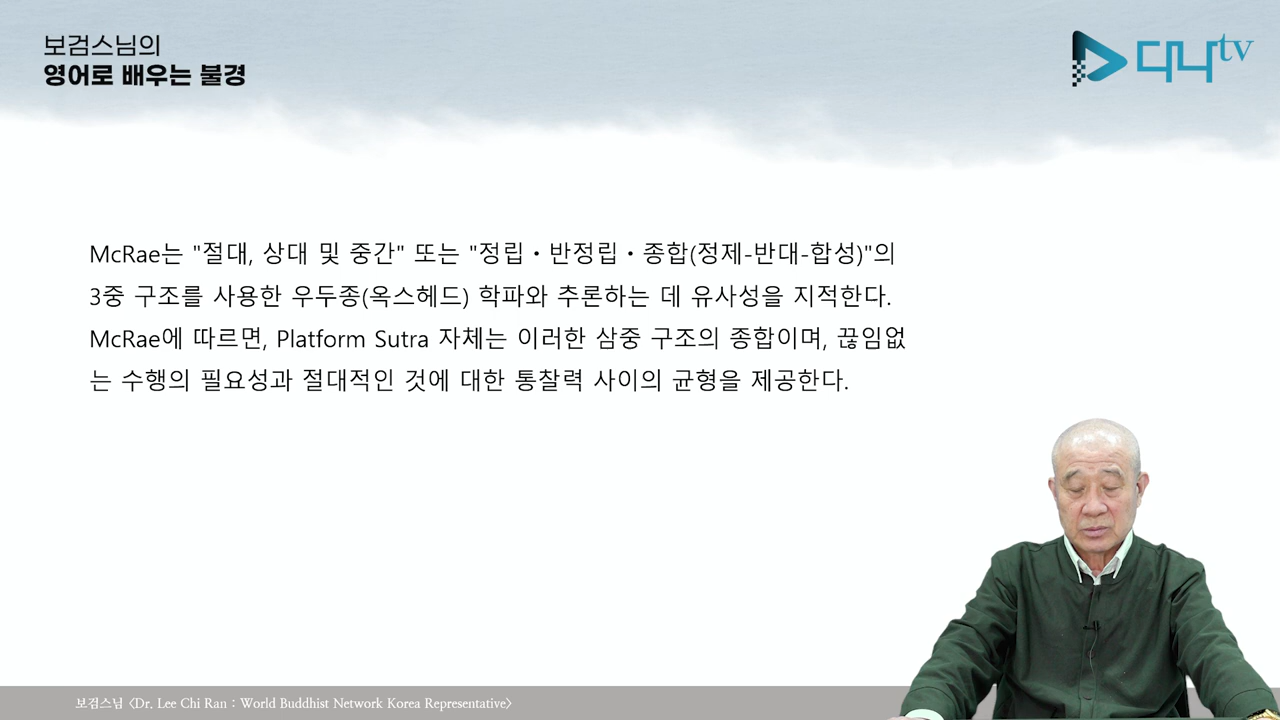 보검스님의
영어로 배우는 불경
다나tv
McRae는 "절대, 상대 및 중간" 또는 "정립・반정립・종합(정제-반대-합성)"의
3중 구조를 사용한 우두종(옥스헤드) 학파와 추론하는 데 유사성을 지적한다.
McRae에 따르면, Platform Sutra 자체는 이러한 삼중 구조의 종합이며, 끊임없
는 수행의 필요성과 절대적인 것에 대한 통찰력 사이의 균형을 제공한다.
보검스님 <Dr. Lee Chi Ran : World Buddhist Network Korea Representative>